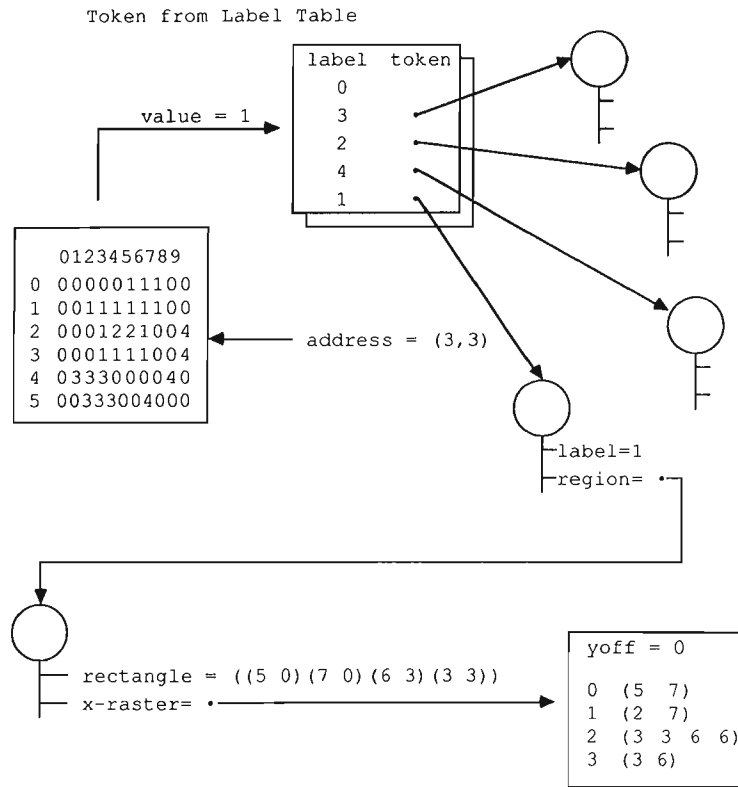 Token from Label Table
label token
0
3
2
4
1
value = 1
0123456789
0 0000011100
1 0011111100
2 0001221004
3 0001111004
4 0333000040
5 00333004000
address = (3,3)
label=1
region=
rectangle = ((5 0)(7 0)(6 3)(3 3))
x-raster=
yoff = 0
0 (5 7)
1 (2 7)
2 (3 3 6 6)
3 (3 6)